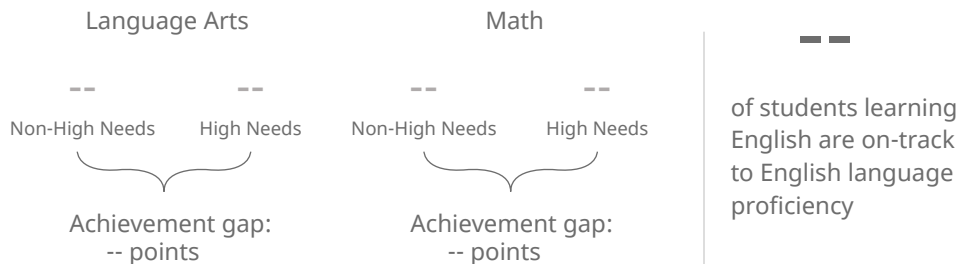 Language Arts
--
--
Non-High Needs
High Needs
Achievement gap:
-- points
Math
--
--
Non-High Needs
High Needs
Achievement gap:
-- points
--
of students learning
English are on-track
to English language
proficiency